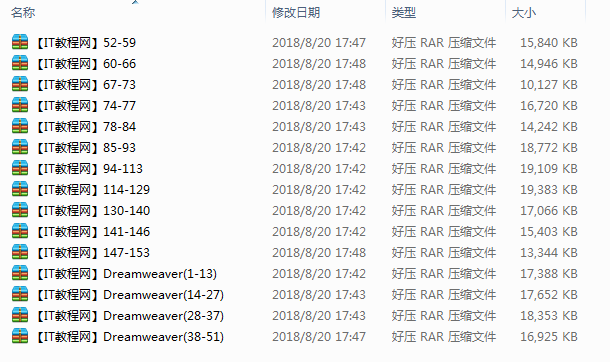 名称 修改日期 类型 大小
【IT教程网】52-59 2018/8/20 17:47 好压 RAR 压缩文件 15,840 KB
【IT教程网】60-66 2018/8/20 17:48 好压 RAR 压缩文件 14,946 KB
【IT教程网】67-73 2018/8/20 17:48 好压 RAR 压缩文件 10,127 KB
【IT教程网】74-77 2018/8/20 17:43 好压 RAR 压缩文件 16,720 KB
【IT教程网】78-84 2018/8/20 17:43 好压 RAR 压缩文件 14,242 KB
【IT教程网】85-93 2018/8/20 17:42 好压 RAR 压缩文件 18,772 KB
【IT教程网】94-113 2018/8/20 17:42 好压 RAR 压缩文件 19,109 KB
【IT教程网】114-129 2018/8/20 17:42 好压 RAR 压缩文件 19,383 KB
【IT教程网】130-140 2018/8/20 17:42 好压 RAR 压缩文件 17,066 KB
【IT教程网】141-146 2018/8/20 17:42 好压 RAR 压缩文件 15,403 KB
【IT教程网】147-153 2018/8/20 17:48 好压 RAR 压缩文件 13,344 KB
【IT教程网】Dreamweaver(1-13) 2018/8/20 17:42 好压 RAR 压缩文件 17,388 KB
【IT教程网】Dreamweaver(14-27) 2018/8/20 17:43 好压 RAR 压缩文件 17,652 KB
【IT教程网】Dreamweaver(28-37) 2018/8/20 17:43 好压 RAR 压缩文件 18,353 KB
【IT教程网】Dreamweaver(38-51) 2018/8/20 17:47 好压 RAR 压缩文件 16,925 KB